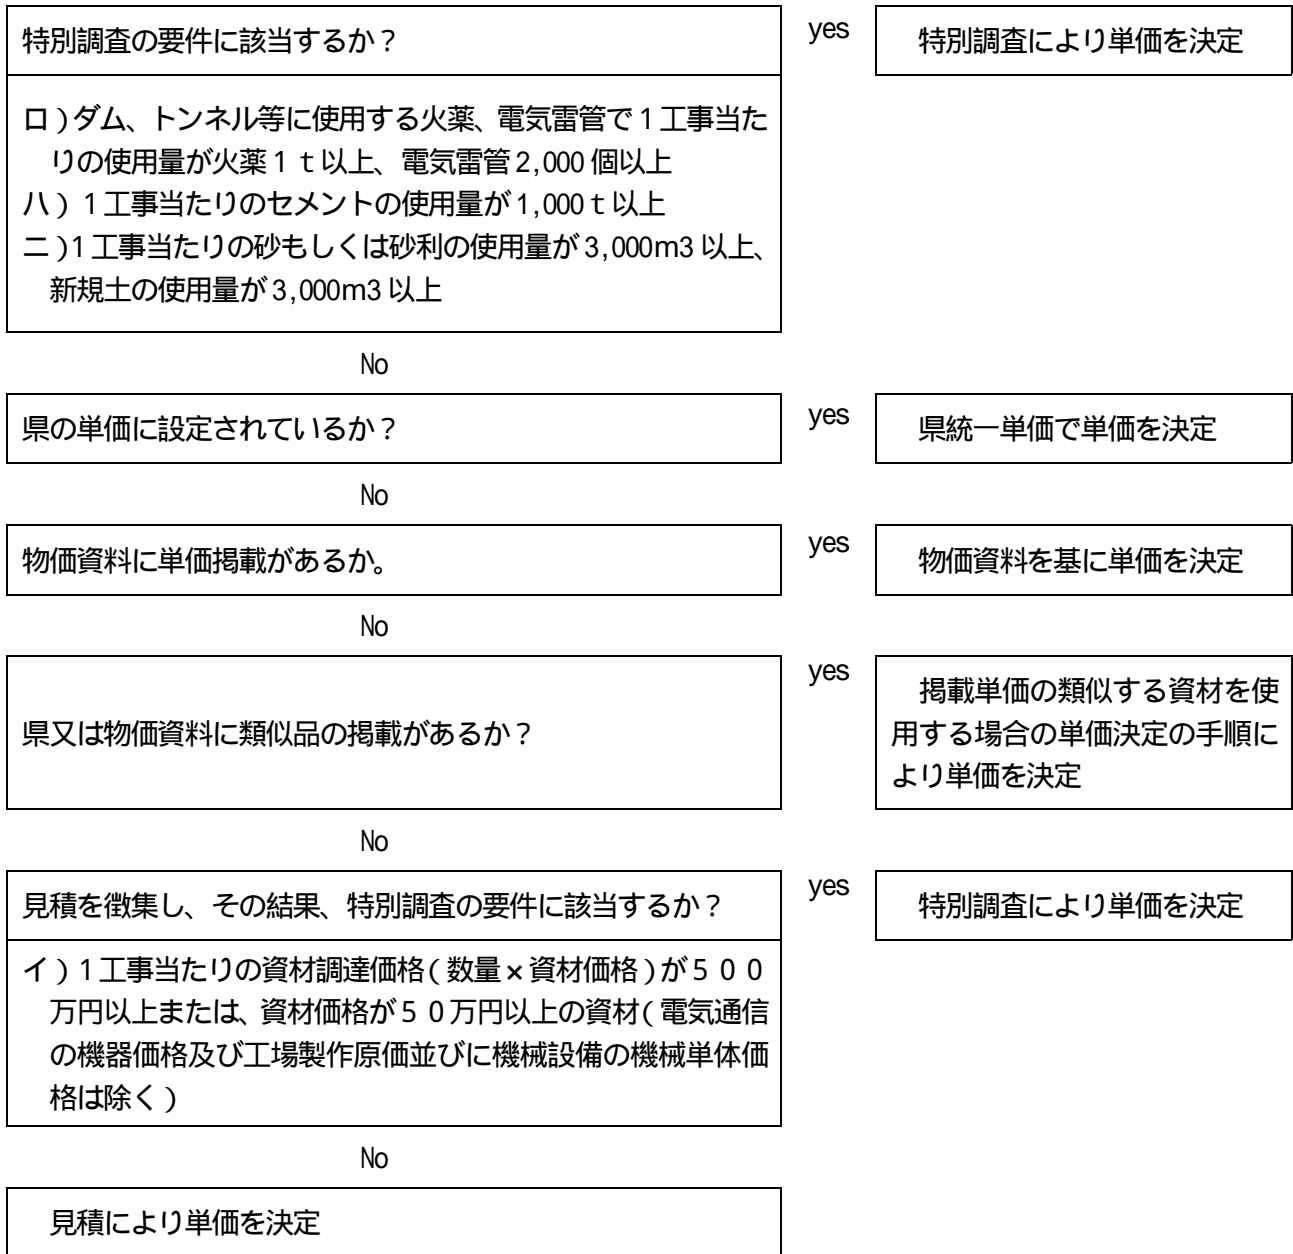 特別調査の要件に該当するか？
yes
特別調査により単価を決定
ロ）ダム、トンネル等に使用する火薬、電気雷管で1工事当た
りの使用量が火薬1ｔ以上、電気雷管2,000個以上
ハ）1工事当たりのセメントの使用量が1,000ｔ以上
ニ）1工事当たりの砂もしくは砂利の使用量が3,000m3以上、
新規土の使用量が3,000m3以上
No
県の単価に設定されているか？
yes
県統一単価で単価を決定
No
物価資料に単価掲載があるか。
yes
物価資料を基に単価を決定
No
県又は物価資料に類似品の掲載があるか？
yes
掲載単価の類似する資材を使
用する場合の単価決定の手順に
より単価を決定
No
見積を徴集し、その結果、特別調査の要件に該当するか？
yes
特別調査により単価を決定
イ）1工事当たりの資材調達価格（数量×資材価格）が５００
万円以上または、資材価格が５０万円以上の資材（電気通信
の機器価格及び工場製作原価並びに機械設備の機械単体価
格は除く）
No
見積により単価を決定